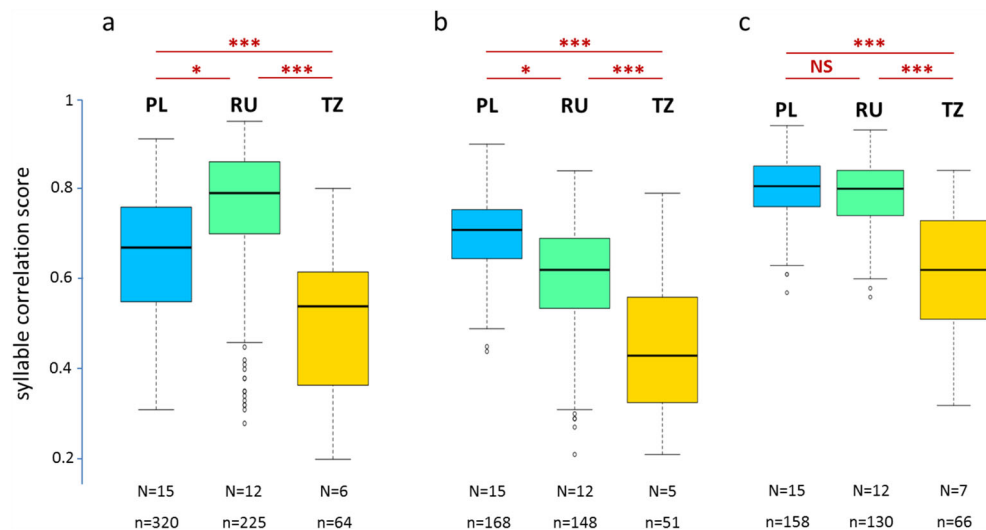 a
b
c
***
***
***
*
***
*
***
NS
***
PL
RU
TZ
PL
RU
TZ
PL
RU
TZ
syllable correlation score
1
0.8
0.6
0.4
0.2
N=15
N=12
N=6
N=15
N=12
N=5
N=15
N=12
N=7
n=320
n=225
n=64
n=168
n=148
n=51
n=158
n=130
n=66